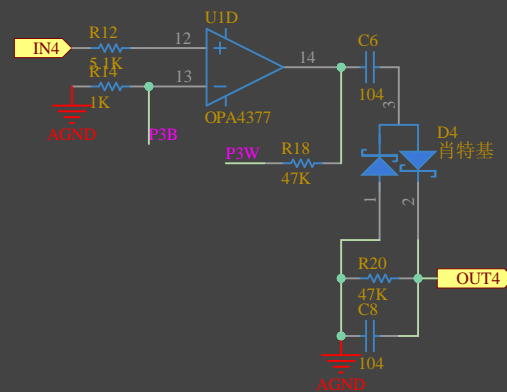 U1D
R12
IN4
12
5.1K
R14
13
14
C6
1K
104
3
AGND
P3B
OPA4377
D4
R18
P3W
肖特基
47K
1
2
R20
OUT4
47K
C8
104
AGND